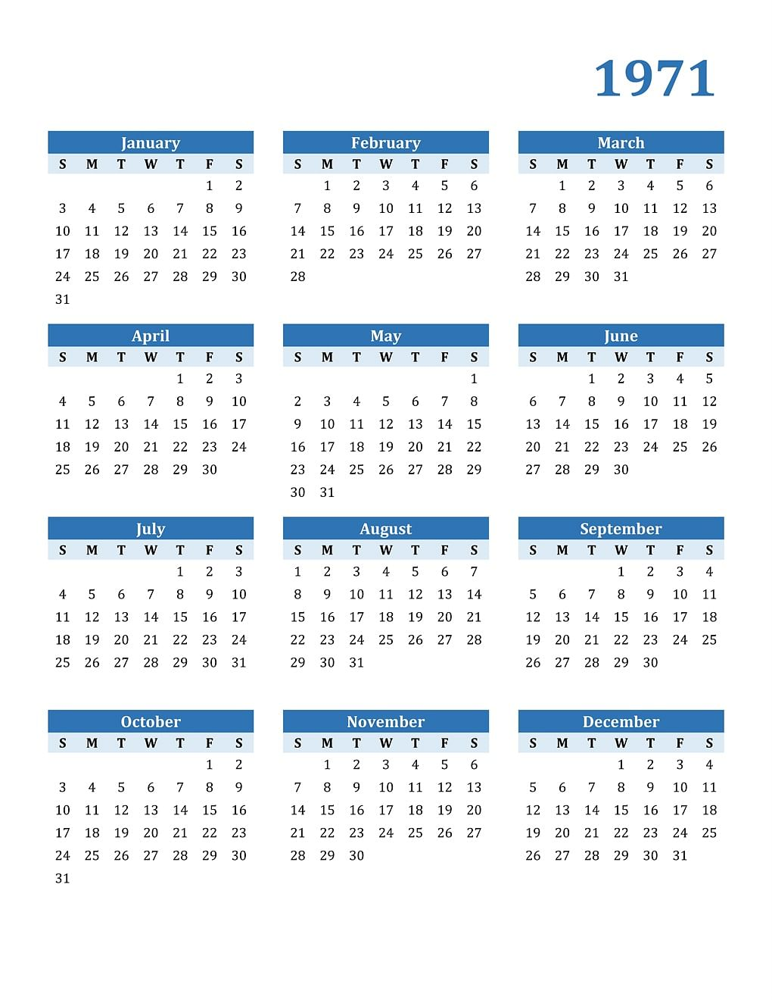 1971
January February March
S M T W T F S S M T W T F S S M T W T F S
1 2 1 2 3 4 5 6 1 2 3 4 5 6
3 4 5 6 7 8 9 7 8 9 10 11 12 13 7 8 9 10 11 12 13
10 11 12 13 14 15 16 14 15 16 17 18 19 20 14 15 16 17 18 19 20
17 18 19 20 21 22 23 21 22 23 24 25 26 27 21 22 23 24 25 26 27
24 25 26 27 28 29 30 28 28 29 30 31
31
April May June
S M T W T F S S M T W T F S S M T W T F S
1 2 3 1 1 2 3 4 5
4 5 6 7 8 9 10 2 3 4 5 6 7 8 6 7 8 9 10 11 12
11 12 13 14 15 16 17 9 10 11 12 13 14 15 13 14 15 16 17 18 19
18 19 20 21 22 23 24 16 17 18 19 20 21 22 20 21 22 23 24 25 26
25 26 27 28 29 30 23 24 25 26 27 28 29 27 28 29 30
30 31
July August September
S M T W T F S S M T W T F S S M T W T F S
1 2 3 1 2 3 4 5 6 7 1 2 3 4
4 5 6 7 8 9 10 8 9 10 11 12 13 14 5 6 7 8 9 10 11
11 12 13 14 15 16 17 15 16 17 18 19 20 21 12 13 14 15 16 17 18
18 19 20 21 22 23 24 22 23 24 25 26 27 28 19 20 21 22 23 24 25
25 26 27 28 29 30 31 29 30 31 26 27 28 29 30
October November December
S M T W T F S S M T W T F S S M T W T F S
1 2 1 2 3 4 5 6 1 2 3 4
3 4 5 6 7 8 9 7 8 9 10 11 12 13 5 6 7 8 9 10 11
10 11 12 13 14 15 16 14 15 16 17 18 19 20 12 13 14 15 16 17 18
17 18 19 20 21 22 23 21 22 23 24 25 26 27 19 20 21 22 23 24 25
24 25 26 27 28 29 30 28 29 30 26 27 28 29 30 31
31